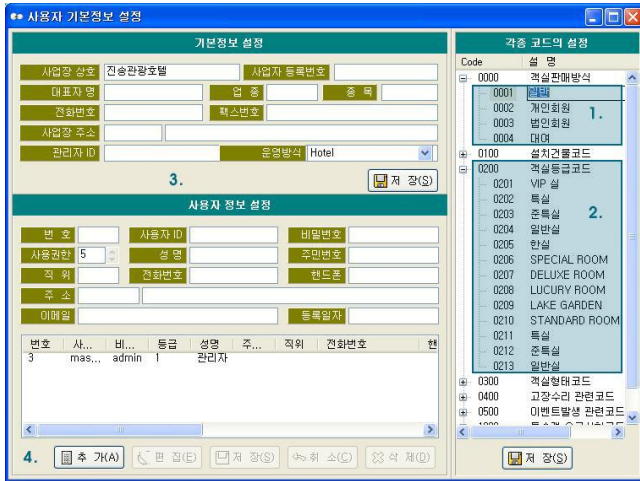 사용자 기본정보 설정
기본정보 설정
사업장 상호 진송관광호텔 사업자 등록번호
대표자 명 업 종 종 목
전화번호 팩스번호
사업장 주소
관리자 ID 운영방식 Hotel
3.
저 장(S)
사용자 정보 설정
번 호 사용자 ID 비밀번호
사용권한 5 성 명 주민번호
직 위 전화번호 핸드폰
주 소
이메일 등록일자
번호 사... 비... 등급 성명 주... 직위 전화번호 핸
3 mas... admin 1 관리자
4. 추 가(A) 편 집(E) 저 장(S) 취 소(C) 삭 제(D)
각종 코드의 설정
Code 설 명
0000 객실판매방식
0001 일반
0002 개인회원
0003 법인회원
0004 대여
1.
0100 설치건물코드
0200 객실등급코드
0201 VIP 실
0202 특실
0203 준특실
0204 일반실
0205 한실
0206 SPECIAL ROOM
0207 DELUXE ROOM
0208 LUCURY ROOM
0209 LAKE GARDEN
0210 STANDARD ROOM
0211 특실
0212 준특실
0213 일반실
2.
0300 객실형태코드
0400 고장수리 관련코드
0500 이벤트발생 관련코드
저 장(S)